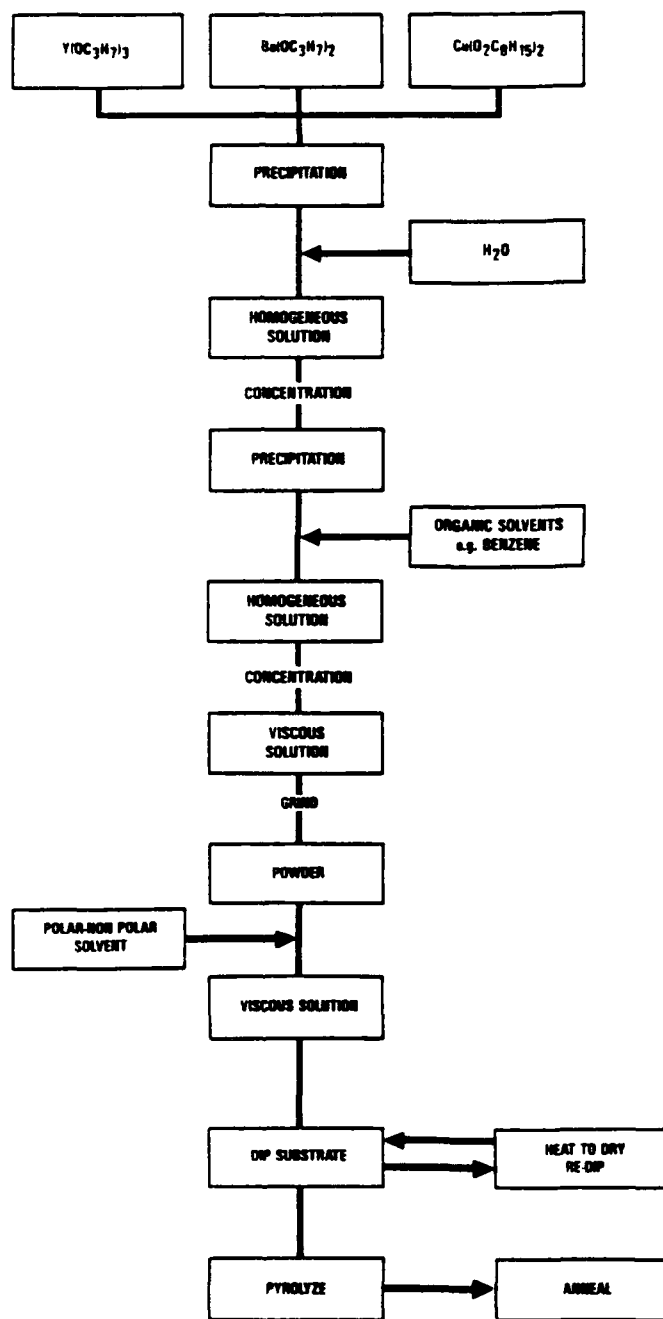 Y(OC3H7)3
Ba(OC3H7)2
Cu(O2C8H15)2
PRECIPITATION
H2O
HOMOGENEOUS
SOLUTION
CONCENTRATION
PRECIPITATION
ORGANIC SOLVENTS
e.g. BENZENE
HOMOGENEOUS
SOLUTION
CONCENTRATION
VISCOUS
SOLUTION
GRIND
POWDER
POLAR-NON POLAR
SOLVENT
VISCOUS SOLUTION
DIP SUBSTRATE
HEAT TO DRY
RE-DIP
PYROLYZE
ANNEAL